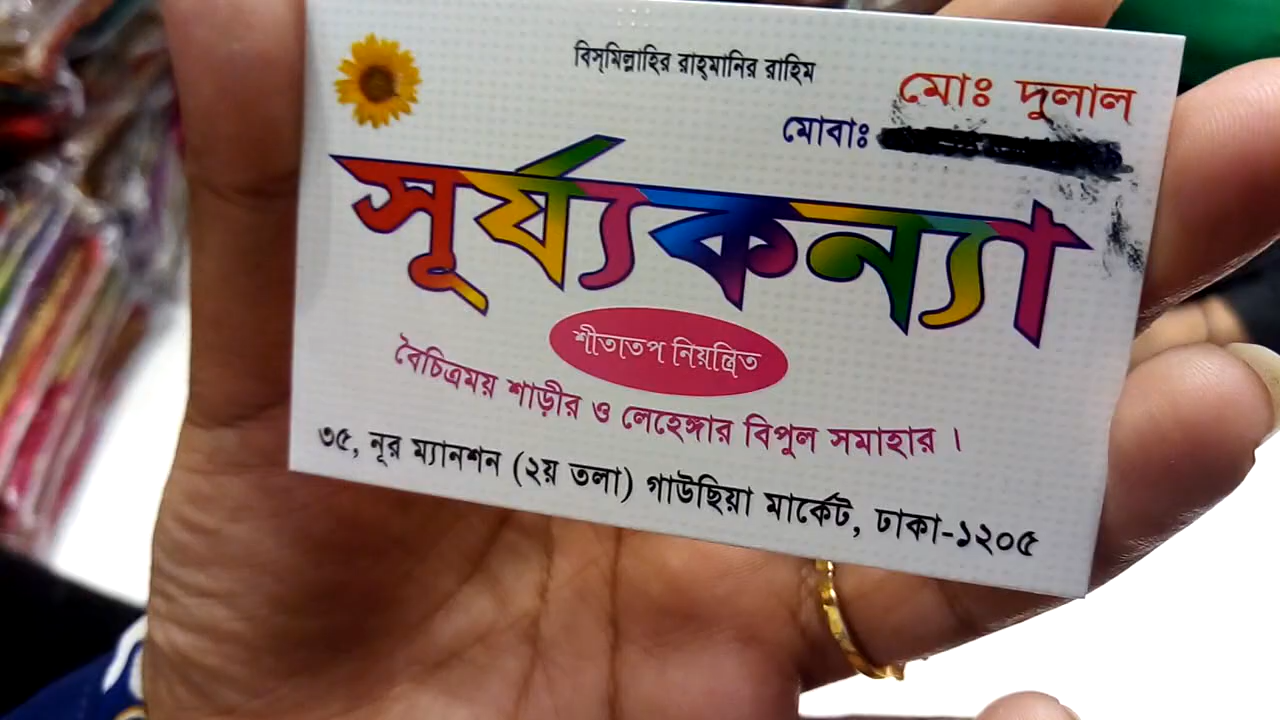 বিস্‌মিল্লাহির রাহ্‌মানির রাহিম
মোঃ দুলাল
মোবাঃ
সূর্য্যকন্যা
শীতাতপ নিয়ন্ত্রিত
বৈচিত্রময় শাড়ীর ও লেহেঙ্গার বিপুল সমাহার ।
৩৫, নূর ম্যানশন (২য় তলা) গাউছিয়া মার্কেট, ঢাকা-১২০৫